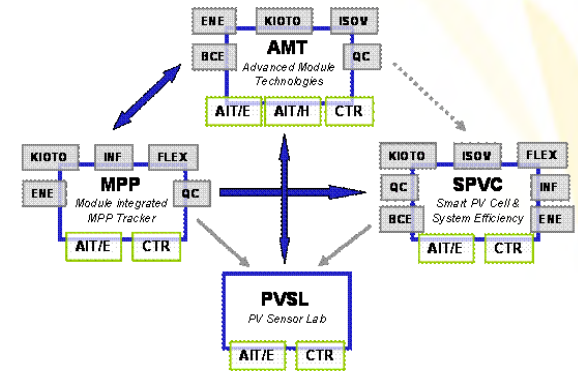 ENE KIOTO ISOV
BCE AMT QC
Advanced Module
Technologies
AIT/E AIT/H CTR
KIOTO INF FLEX
ENE MPP QC
Module integrated
MPP Tracker
AIT/E CTR
KIOTO ISOV FLEX
QC SPVC INF
Smart PV Cell &
BCE System Efficiency ENE
AIT/E CTR
PVSL
PV Sensor Lab
AIT/E CTR